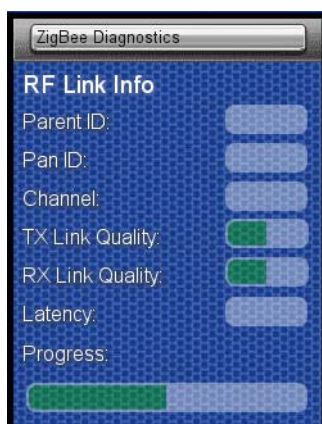 ZigBee Diagnostics
RF Link Info
Parent ID:
Pan ID:
Channel:
TX Link Quality:
RX Link Quality:
Latency:
Progress: